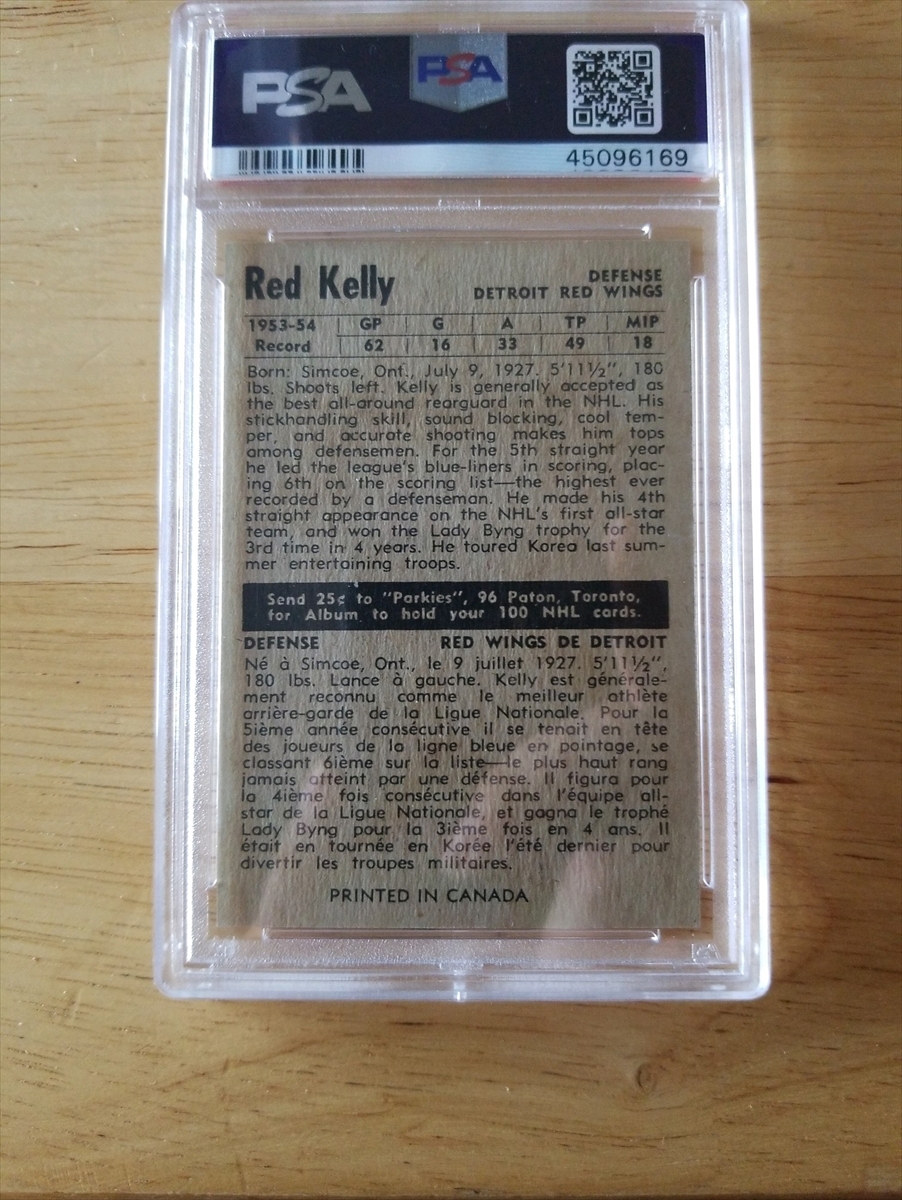 PSA PSA
45096169
Red Kelly
DEFENSE
DETROIT RED WINGS
1953-54 GP G A TP MIP
Record 62 16 33 49 18
Born: Simcoe, Ont., July 9, 1927. 5'11½", 180
lbs. Shoots left. Kelly is generally accepted as
the best all-around rearguard in the NHL. His
stickhandling skill, sound blocking, cool tem-
per, and accurate shooting makes him tops
among defensemen. For the 5th straight year
he led the league's blue-liners in scoring, plac-
ing 6th on the scoring list—the highest ever
recorded by a defenseman. He made his 4th
straight appearance on the NHL's first all-star
team, and won the Lady Byng trophy for the
3rd time in 4 years. He toured Korea last sum-
mer entertaining troops.
Send 25¢ to "Parkies", 96 Paton, Toronto,
for Album to hold your 100 NHL cards.
DEFENSE RED WINGS DE DETROIT
Né à Simcoe, Ont., le 9 juillet 1927. 5'11½",
180 lbs. Lance à gauche. Kelly est générale-
ment reconnu comme le meilleur athlète
arrière-garde de la Ligue Nationale. Pour la
5ième année consécutive il se tenait en tête
des joueurs de la ligne bleue en pointage, se
classant 6ième sur la liste—le plus haut rang
jamais atteint par une défense. Il figura pour
la 4ième fois consécutive dans l'équipe all-
star de la Ligue Nationale, et gagna le trophé
Lady Byng pour la 3ième fois en 4 ans. Il
était en tournée en Korée l'été dernier pour
divertir les troupes militaires.
PRINTED IN CANADA